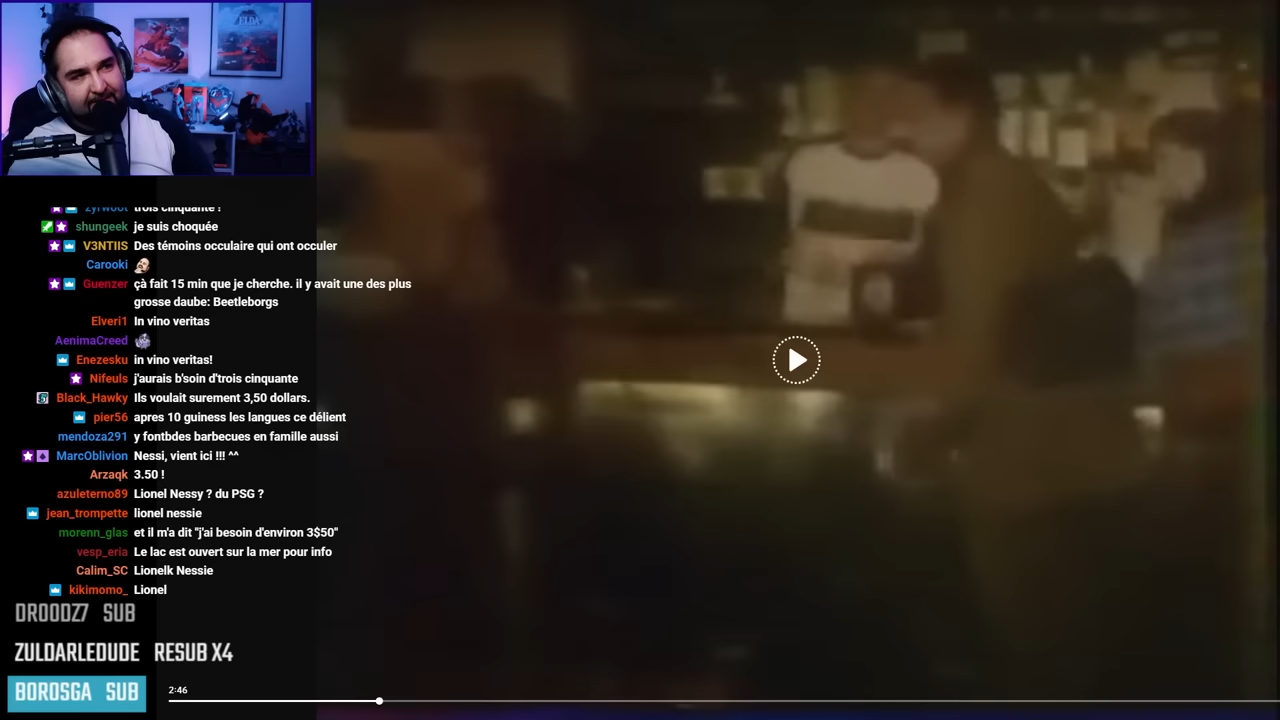 ZELDA
zyrwoot trois cinquante !
shungeek je suis choquée
V3NTIIS Des témoins occulaire qui ont occuler
Carooki
Guenzer çà fait 15 min que je cherche. il y avait une des plus
grosse daube: Beetleborgs
Elveri1 In vino veritas
AenimaCreed
Enezesku in vino veritas!
Nifeuls j'aurais b'soin d'trois cinquante
Black_Hawky Ils voulait surement 3,50 dollars.
pier56 apres 10 guiness les langues ce délient
mendoza291 y fontbdes barbecues en famille aussi
MarcOblivion Nessi, vient ici !!! ^^
Arzaqk 3.50 !
azuleterno89 Lionel Nessy ? du PSG ?
jean_trompette lionel nessie
morenn_glas et il m'a dit "j'ai besoin d'environ 3$50"
vesp_eria Le lac est ouvert sur la mer pour info
Calim_SC Lionelk Nessie
kikimomo_ Lionel
DROODZ7 SUB
ZULDARLEDUDE RESUB X4
BOROSGA SUB
2:46